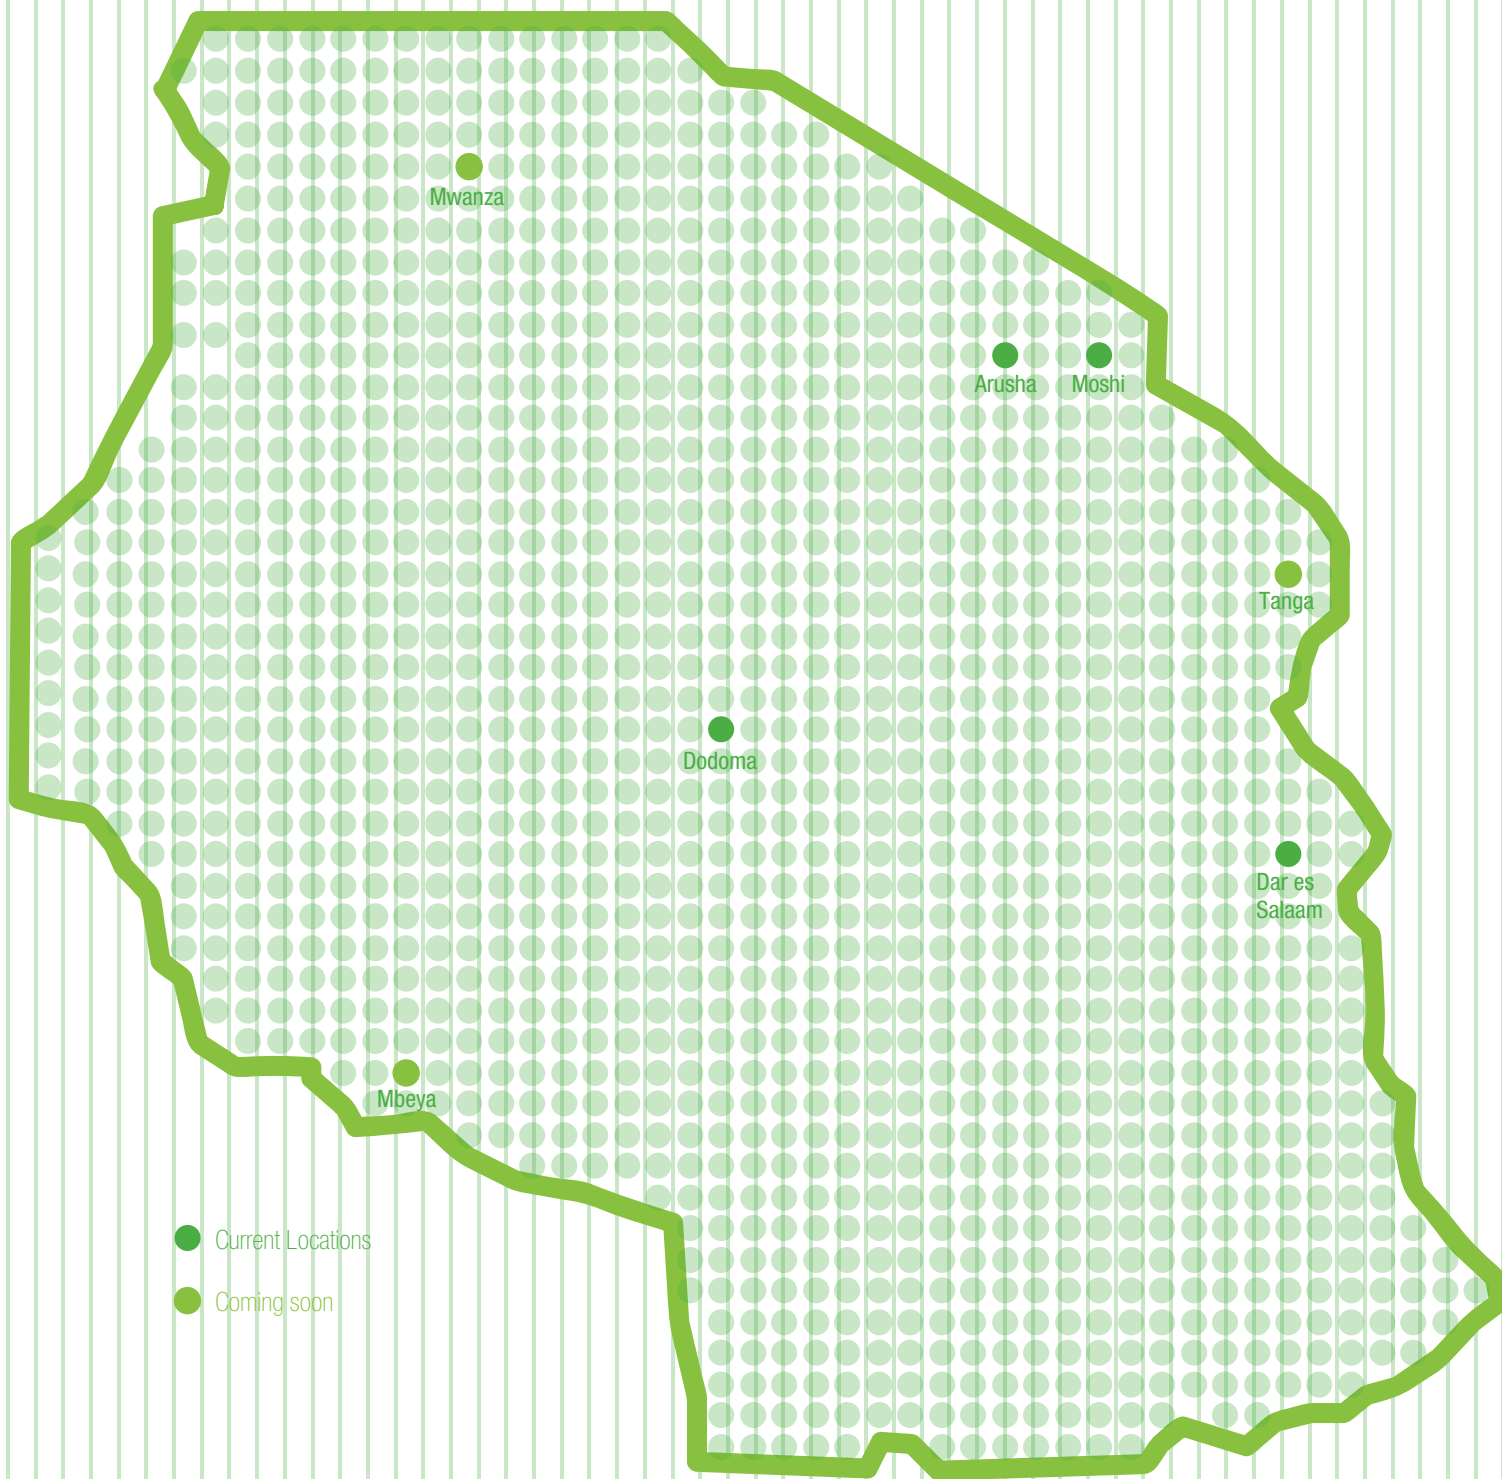 Mwanza
Arusha
Moshi
Tanga
Dodoma
Dar es
Salaam
Mbeya
Current Locations
Coming soon